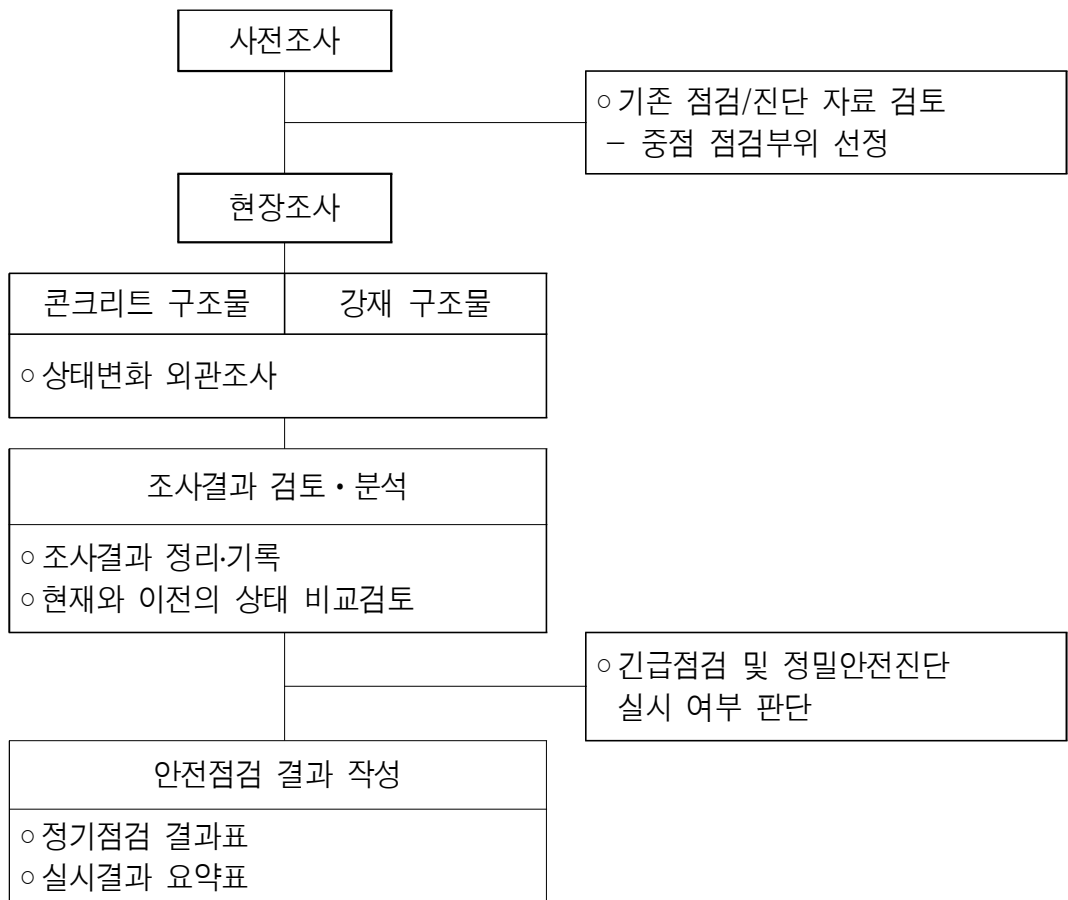 사전조사
○ 기존 점검/진단 자료 검토
– 중점 점검부위 선정
현장조사
콘크리트 구조물
강재 구조물
○ 상태변화 외관조사
조사결과 검토・분석
○ 조사결과 정리·기록
○ 현재와 이전의 상태 비교검토
○ 긴급점검 및 정밀안전진단
실시 여부 판단
안전점검 결과 작성
○ 정기점검 결과표
○ 실시결과 요약표